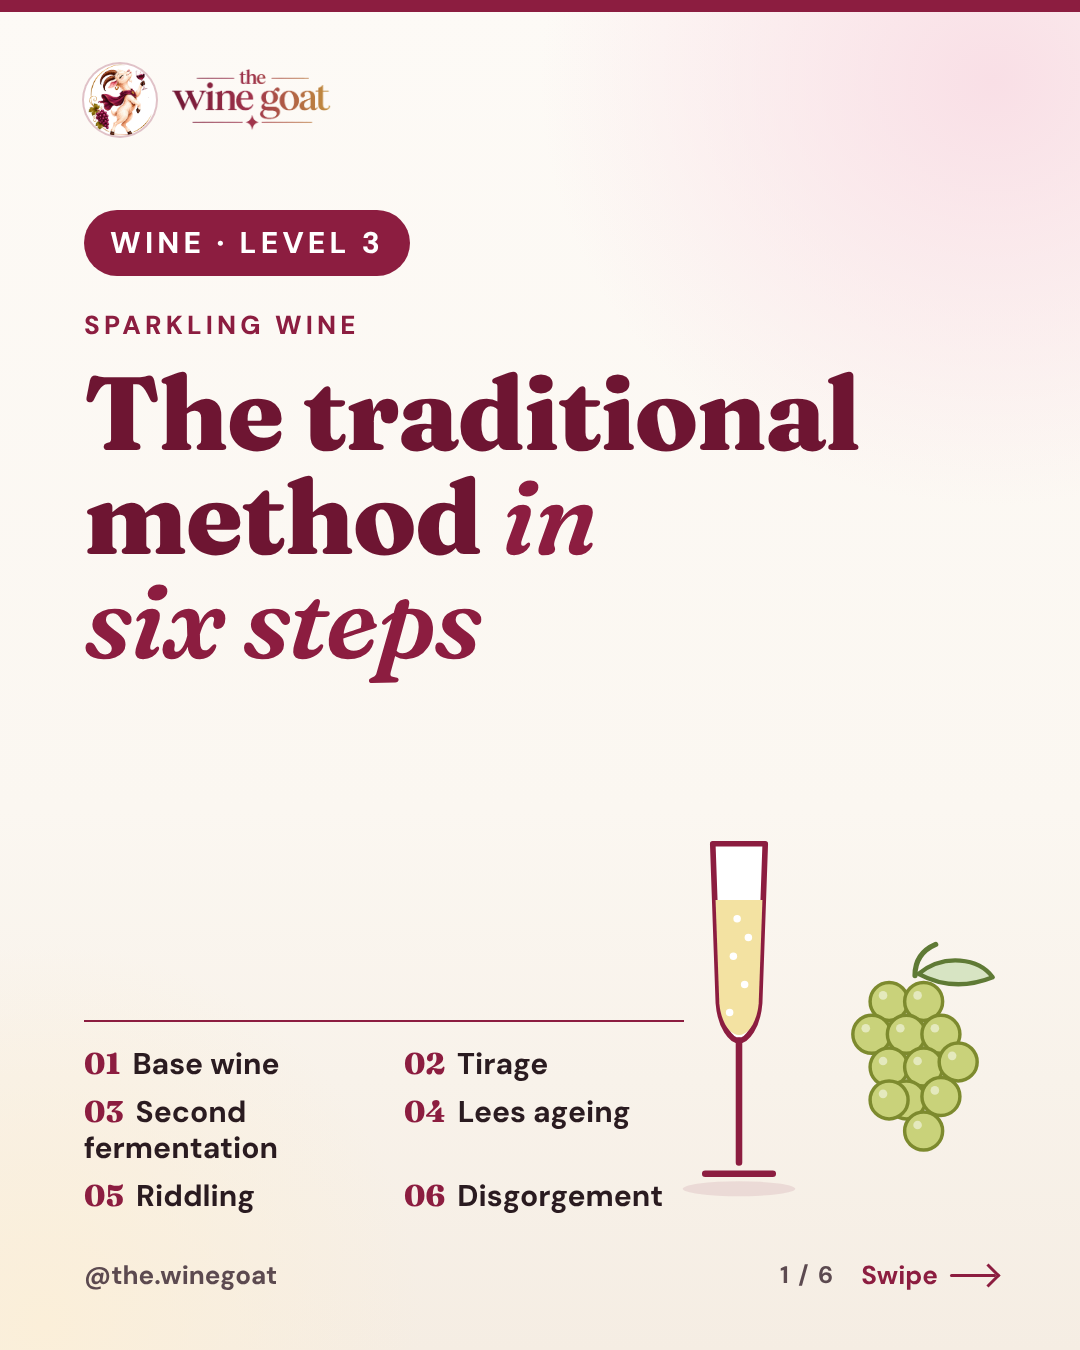 the
wine goat
WINE · LEVEL 3
SPARKLING WINE
The traditional
method in
six steps
01 Base wine
02 Tirage
03 Second
fermentation
04 Lees ageing
05 Riddling
06 Disgorgement
@the.winegoat
1 / 6 Swipe